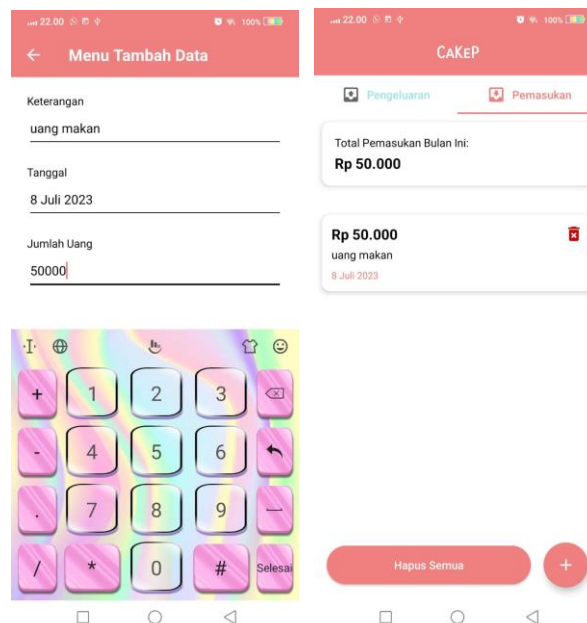 22.00
100%
Menu Tambah Data
Keterangan
uang makan
Tanggal
8 Juli 2023
Jumlah Uang
50000
+ 1 2 3
- 4 5 6
. 7 8 9
/ * 0 # Selesai
22.00
100%
CAKEP
Pengeluaran
Pemasukan
Total Pemasukan Bulan Ini:
Rp 50.000
Rp 50.000
uang makan
8 Juli 2023
Hapus Semua
+